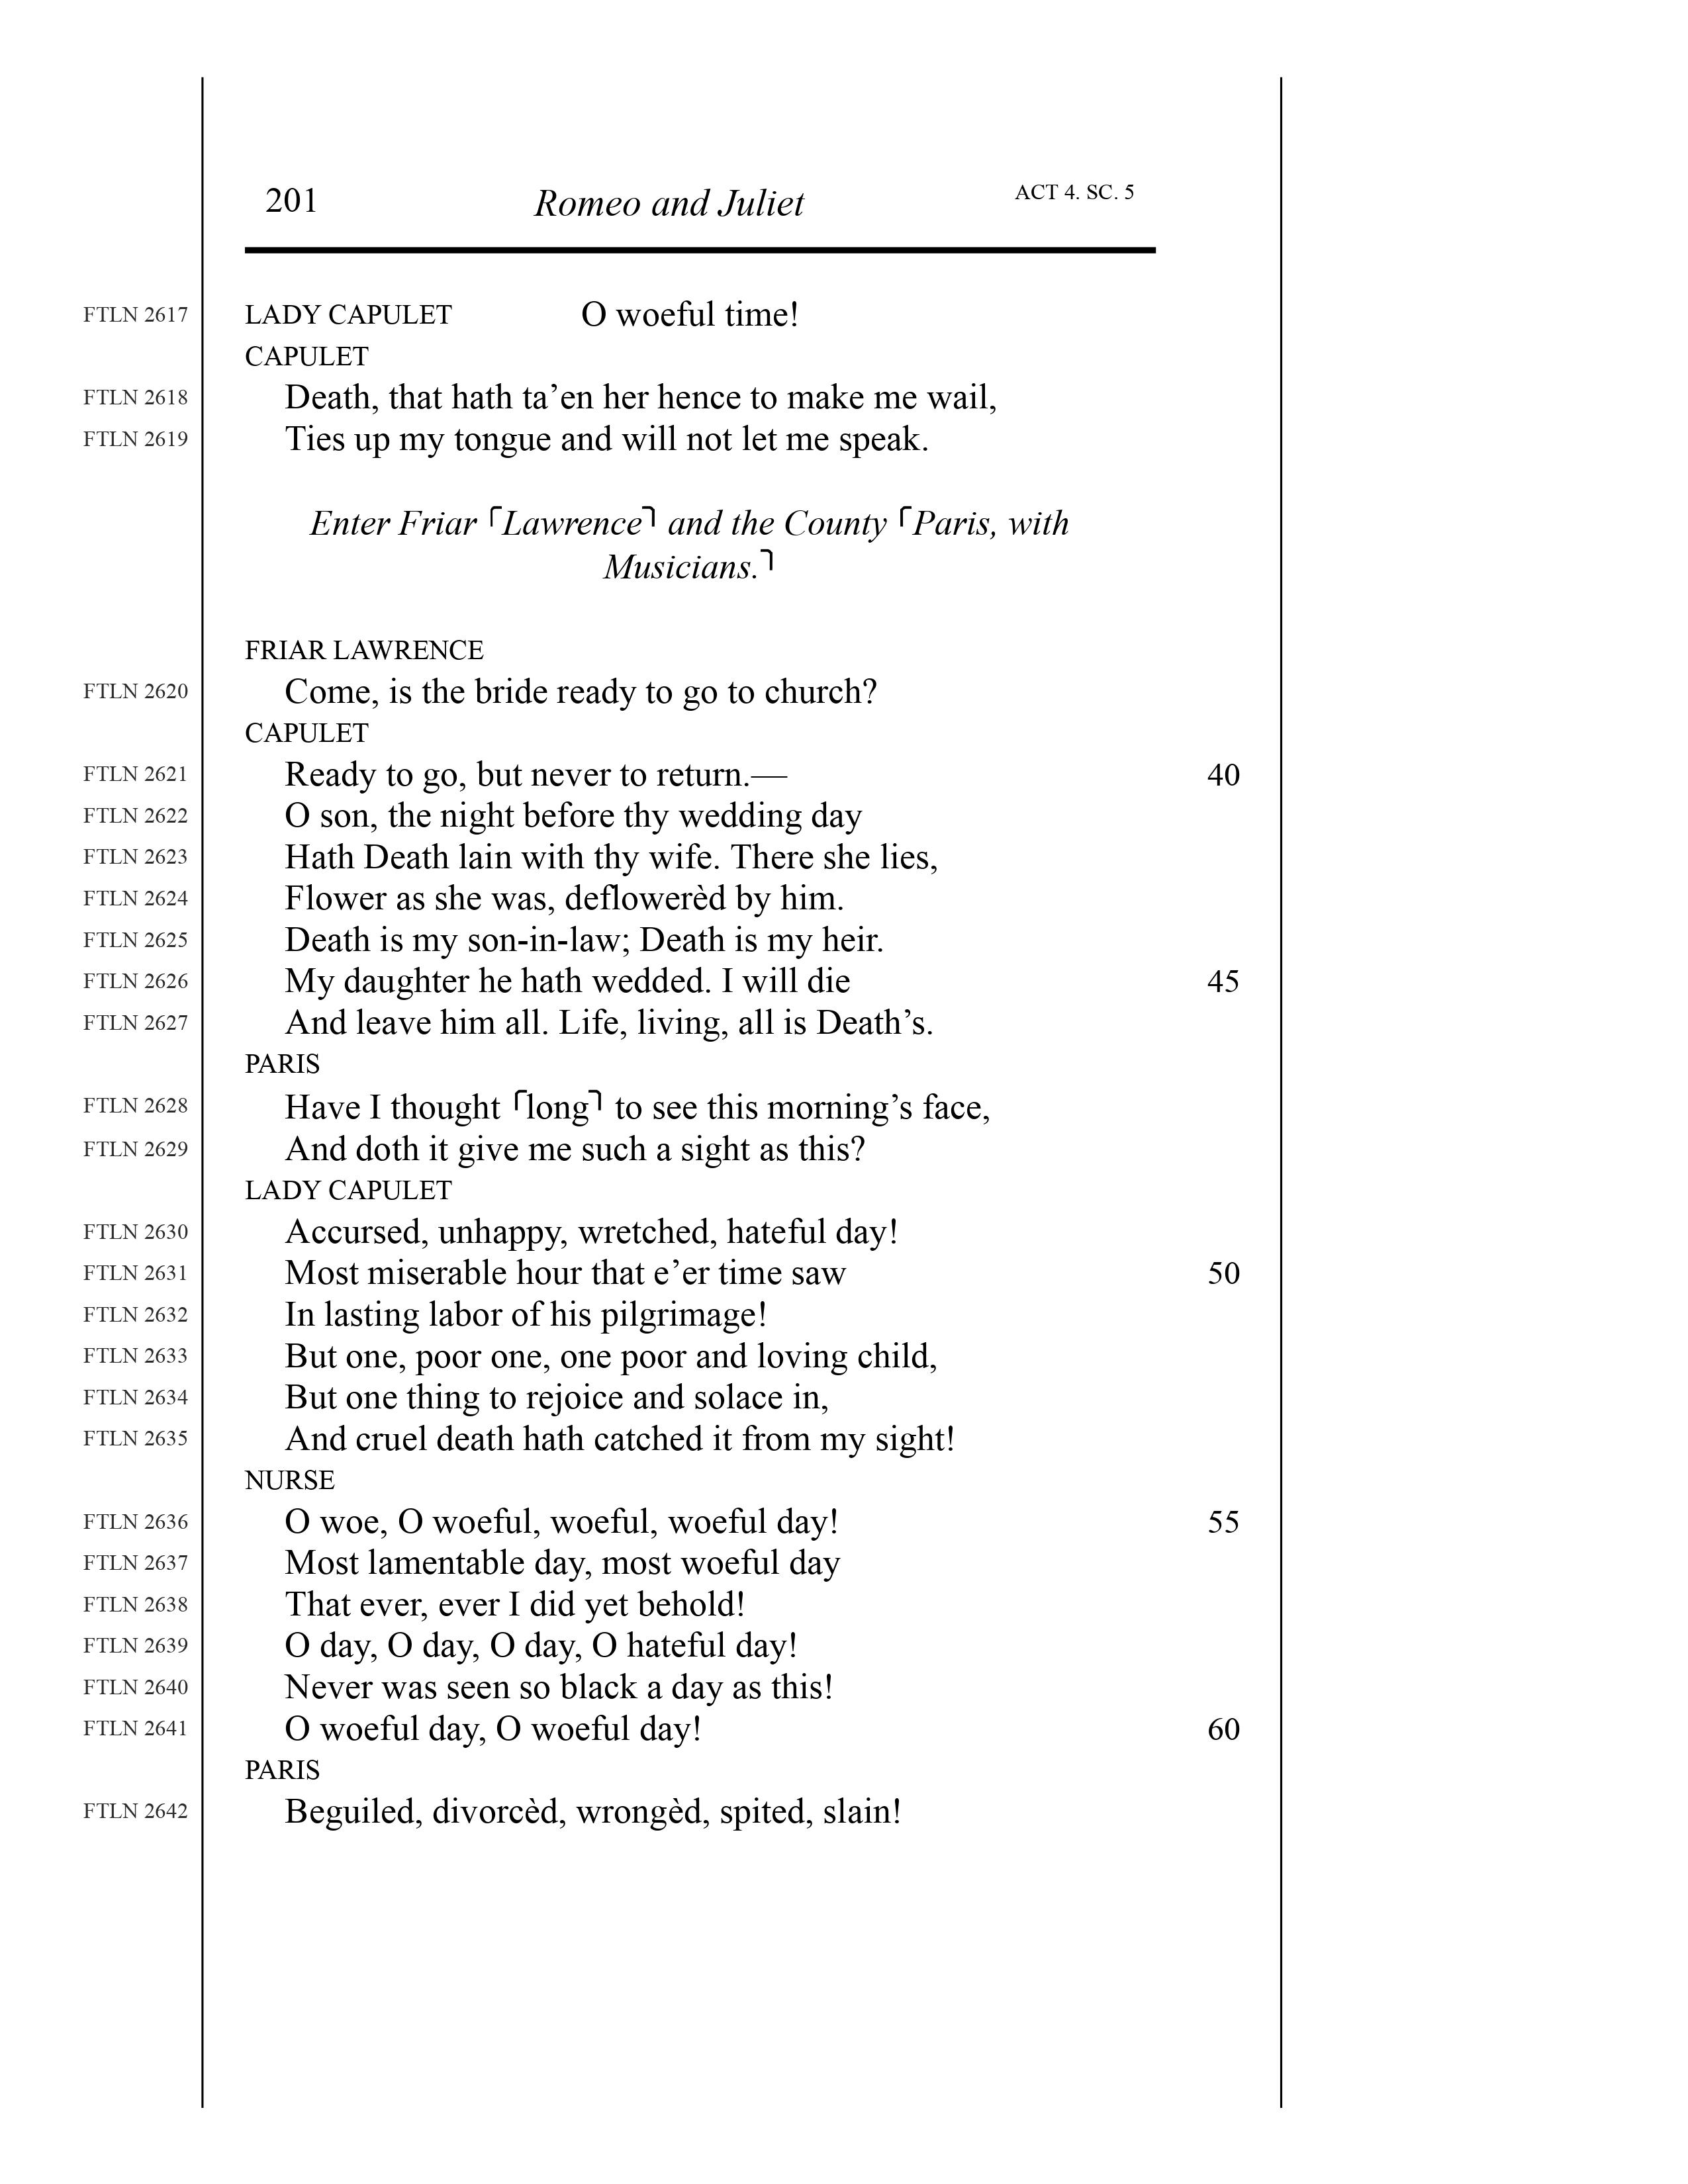 201 Romeo and Juliet ACT 4. SC. 5
FTLN 2617 LADY CAPULET O woeful time!
CAPULET
FTLN 2618 Death, that hath ta’en her hence to make me wail,
FTLN 2619 Ties up my tongue and will not let me speak.
Enter Friar ⌜Lawrence⌝ and the County ⌜Paris, with
Musicians.⌝
FRIAR LAWRENCE
FTLN 2620 Come, is the bride ready to go to church?
CAPULET
FTLN 2621 Ready to go, but never to return.— 40
FTLN 2622 O son, the night before thy wedding day
FTLN 2623 Hath Death lain with thy wife. There she lies,
FTLN 2624 Flower as she was, deflowerèd by him.
FTLN 2625 Death is my son-in-law; Death is my heir.
FTLN 2626 My daughter he hath wedded. I will die 45
FTLN 2627 And leave him all. Life, living, all is Death’s.
PARIS
FTLN 2628 Have I thought ⌜long⌝ to see this morning’s face,
FTLN 2629 And doth it give me such a sight as this?
LADY CAPULET
FTLN 2630 Accursed, unhappy, wretched, hateful day!
FTLN 2631 Most miserable hour that e’er time saw 50
FTLN 2632 In lasting labor of his pilgrimage!
FTLN 2633 But one, poor one, one poor and loving child,
FTLN 2634 But one thing to rejoice and solace in,
FTLN 2635 And cruel death hath catched it from my sight!
NURSE
FTLN 2636 O woe, O woeful, woeful, woeful day! 55
FTLN 2637 Most lamentable day, most woeful day
FTLN 2638 That ever, ever I did yet behold!
FTLN 2639 O day, O day, O day, O hateful day!
FTLN 2640 Never was seen so black a day as this!
FTLN 2641 O woeful day, O woeful day! 60
PARIS
FTLN 2642 Beguiled, divorcèd, wrongèd, spited, slain!